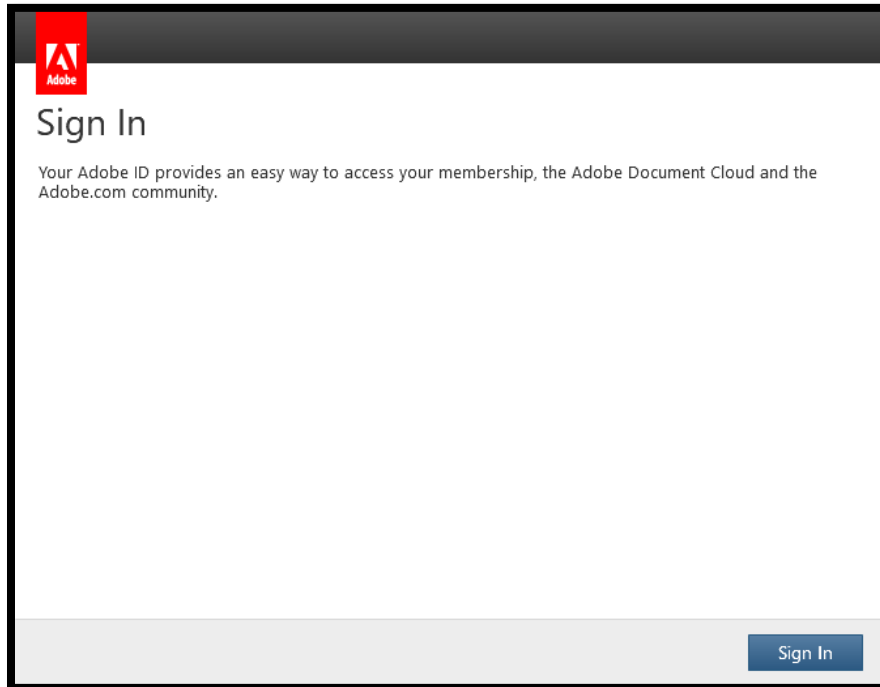 Adobe
Sign In
Your Adobe ID provides an easy way to access your membership, the Adobe Document Cloud and the
Adobe.com community.
Sign In